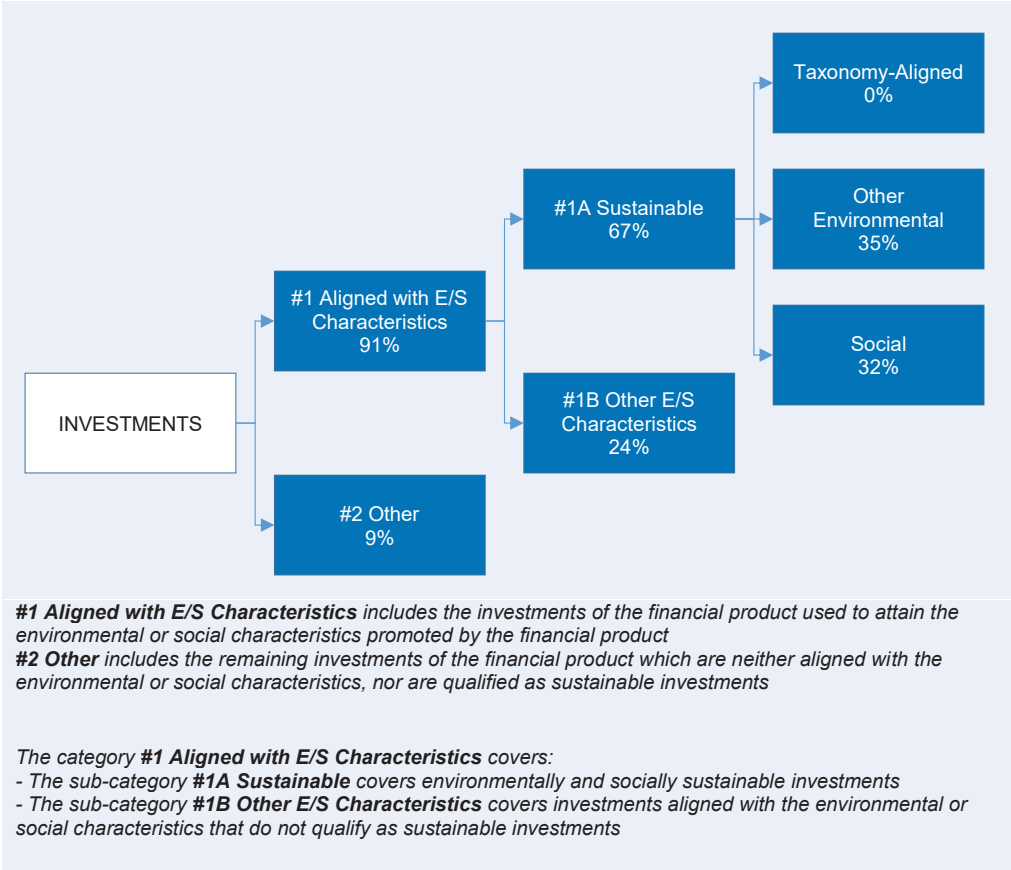 Taxonomy-Aligned
0%
#1A Sustainable
67%
Other
Environmental
35%
#1 Aligned with E/S
Characteristics
91%
Social
32%
INVESTMENTS
#1B Other E/S
Characteristics
24%
#2 Other
9%
#1 Aligned with E/S Characteristics includes the investments of the financial product used to attain the
environmental or social characteristics promoted by the financial product
#2 Other includes the remaining investments of the financial product which are neither aligned with the
environmental or social characteristics, nor are qualified as sustainable investments
The category #1 Aligned with E/S Characteristics covers:
- The sub-category #1A Sustainable covers environmentally and socially sustainable investments
- The sub-category #1B Other E/S Characteristics covers investments aligned with the environmental or
social characteristics that do not qualify as sustainable investments